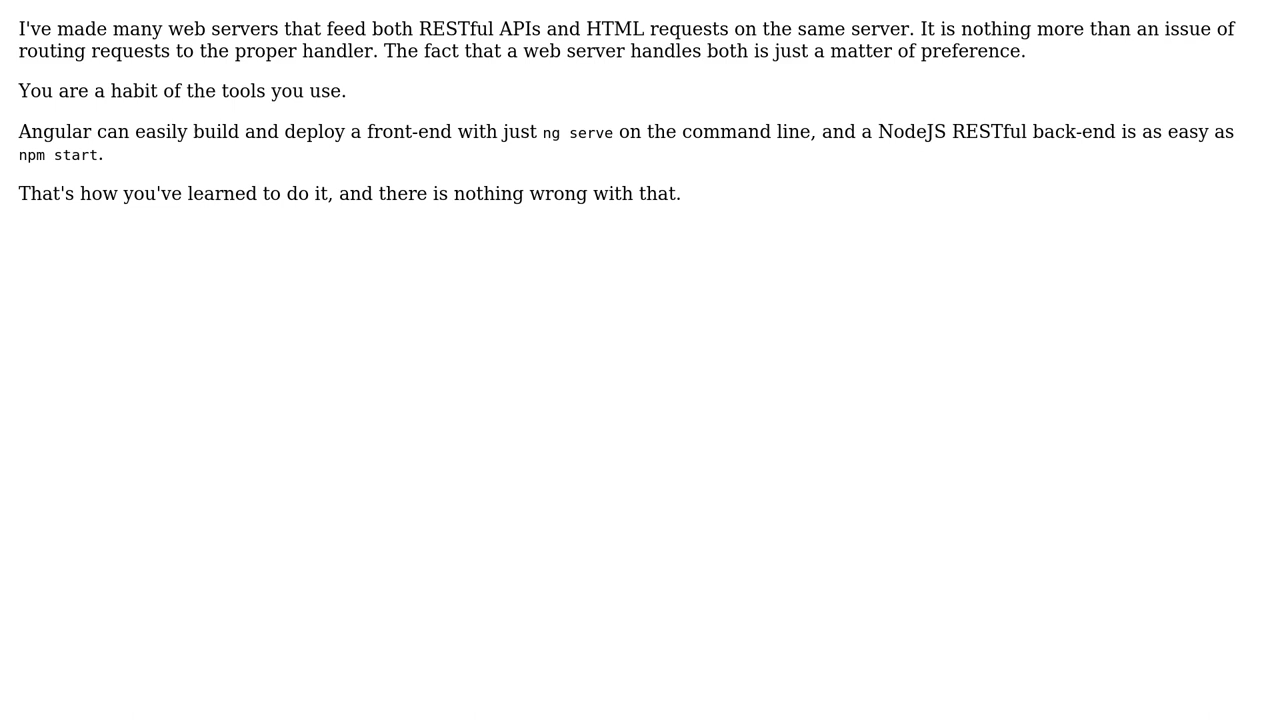 I've made many web servers that feed both RESTful APIs and HTML requests on the same server. It is nothing more than an issue of
routing requests to the proper handler. The fact that a web server handles both is just a matter of preference.
You are a habit of the tools you use.
Angular can easily build and deploy a front-end with just ng serve on the command line, and a NodeJS RESTful back-end is as easy as
npm start.
That's how you've learned to do it, and there is nothing wrong with that.